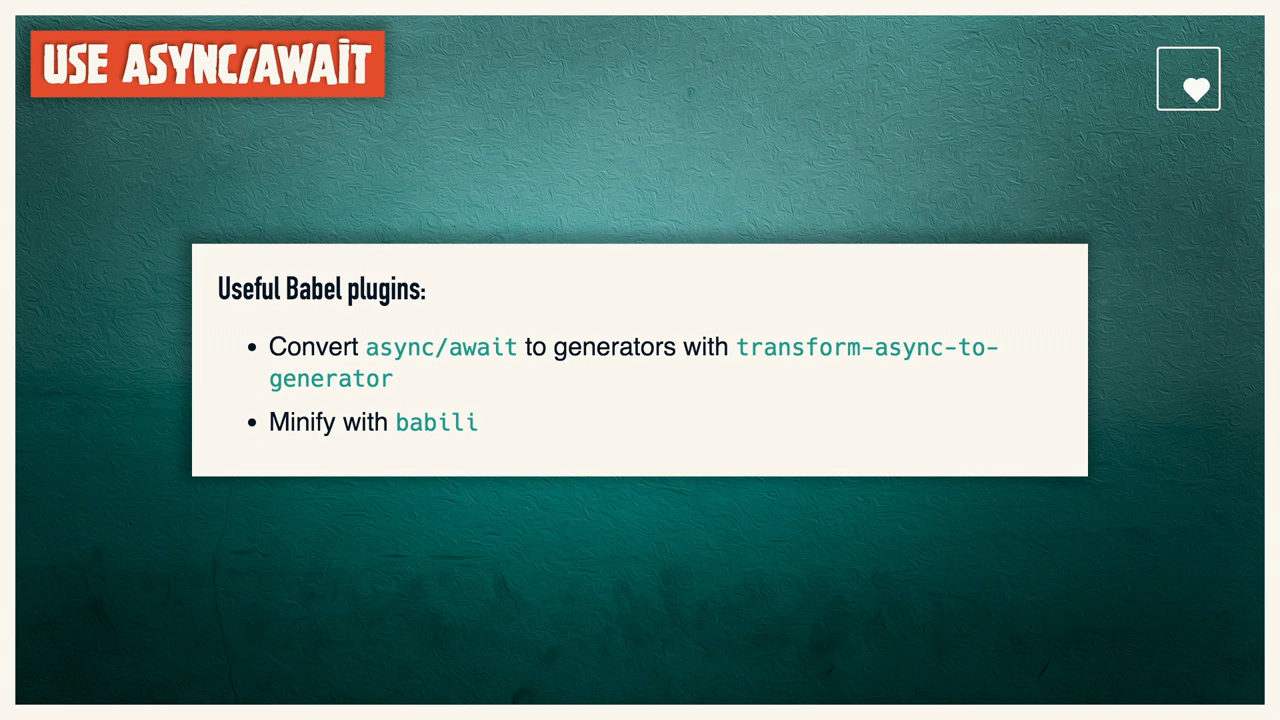 USE ASYNC/AWAIT
Useful Babel plugins:
• Convert async/await to generators with transform-async-to-
generator
• Minify with babili